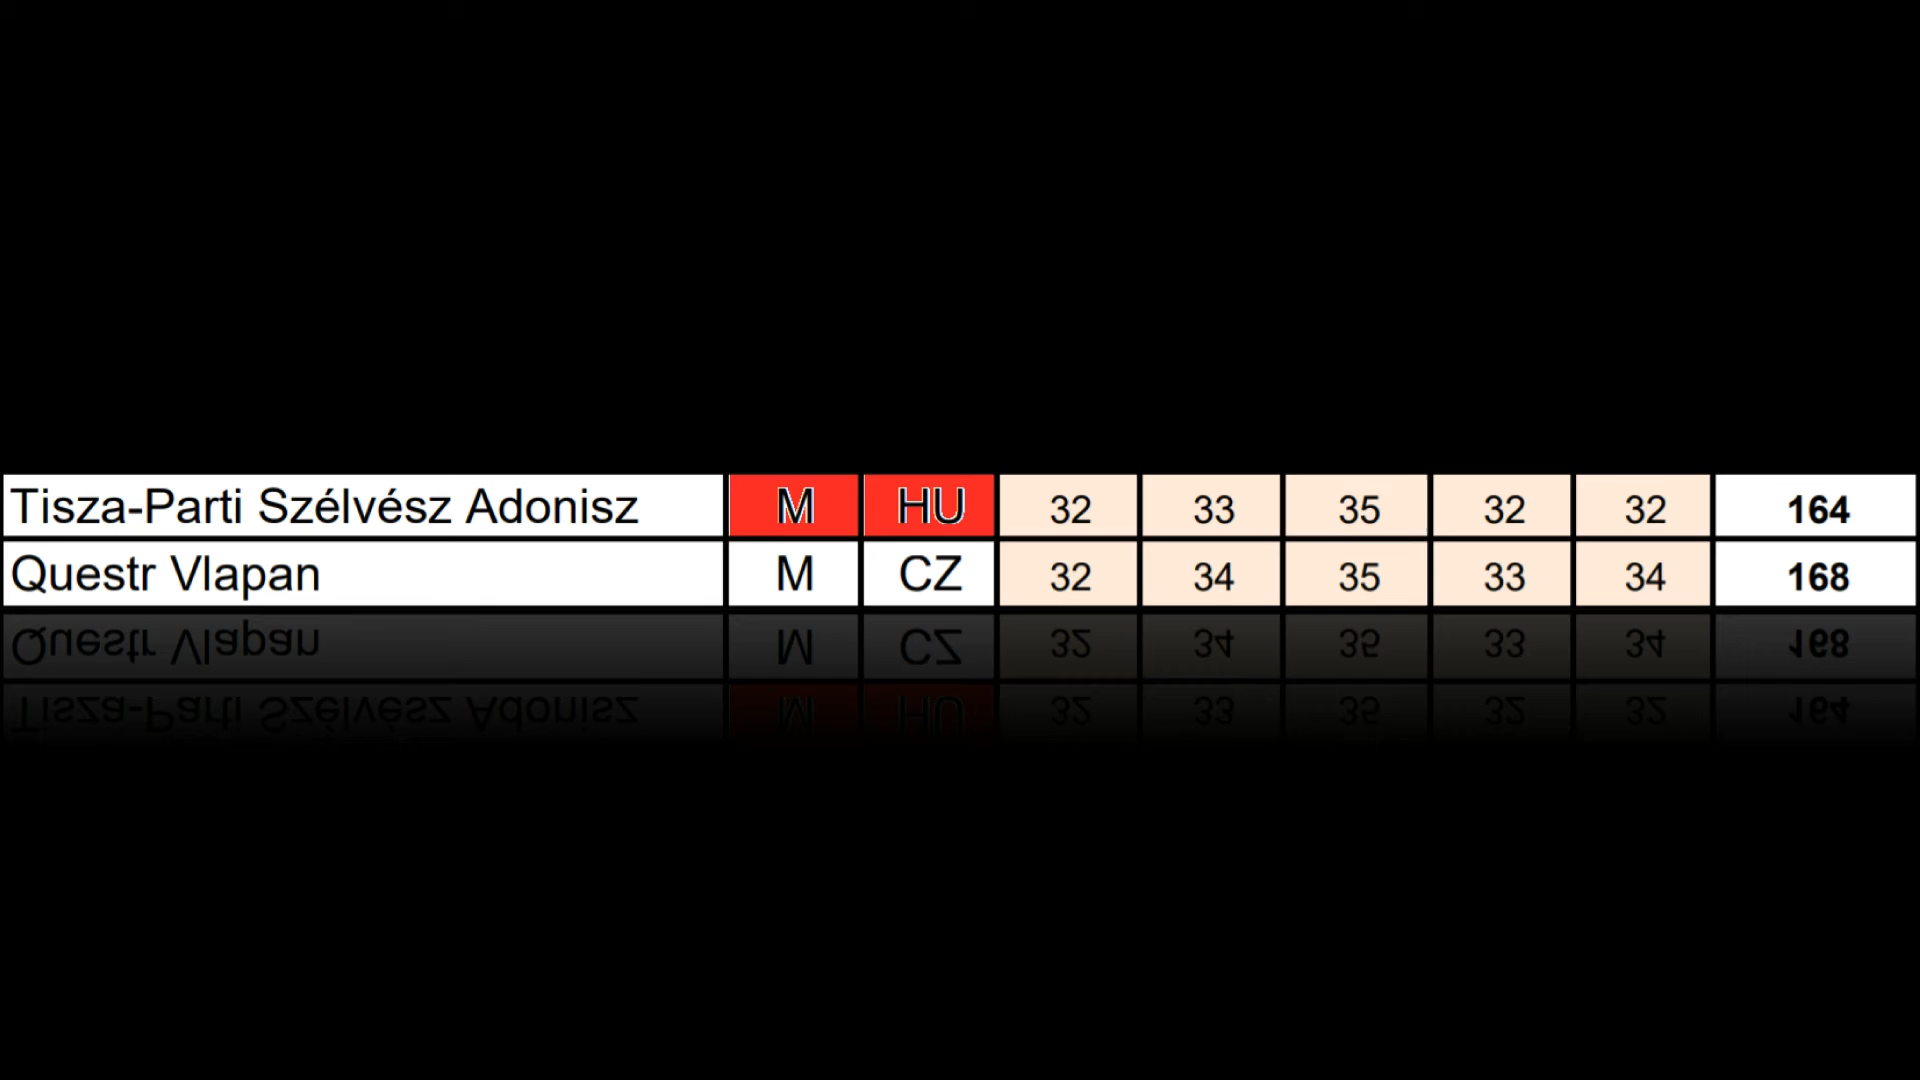 Tisza-Parti Szélvész Adonisz M HU 32 33 35 32 32 164
Questr Vlapan M CZ 32 34 35 33 34 168